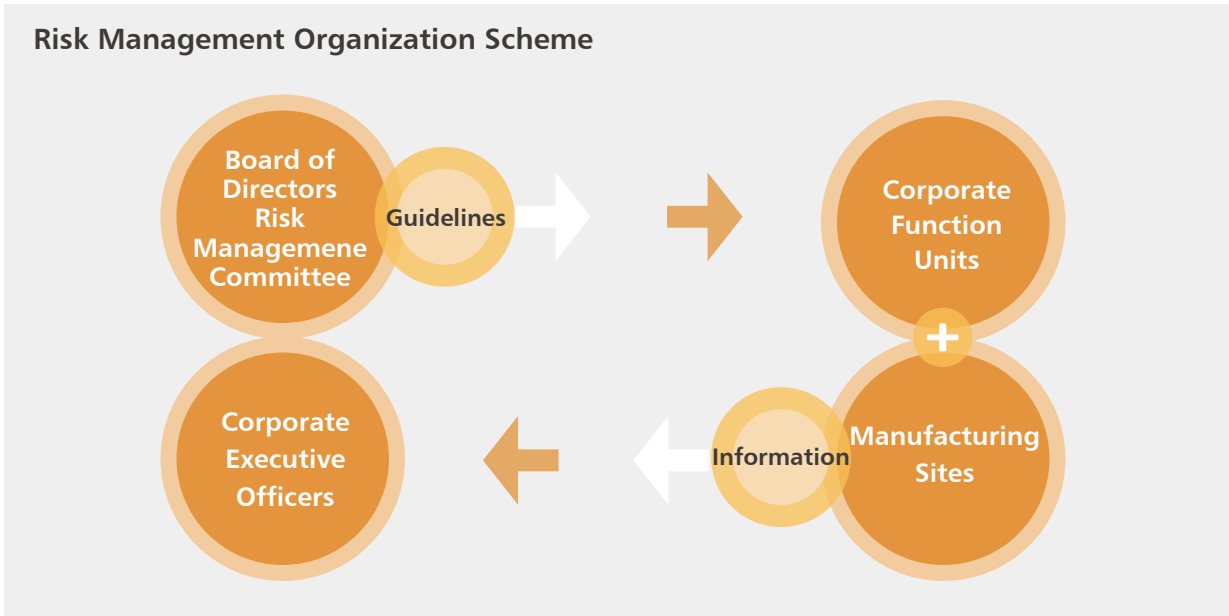 Risk Management Organization Scheme
Board of
Directors
Risk
Managemene
Committee
Guidelines
Corporate
Function
Units
+
Corporate
Executive
Officers
Information
Manufacturing
Sites